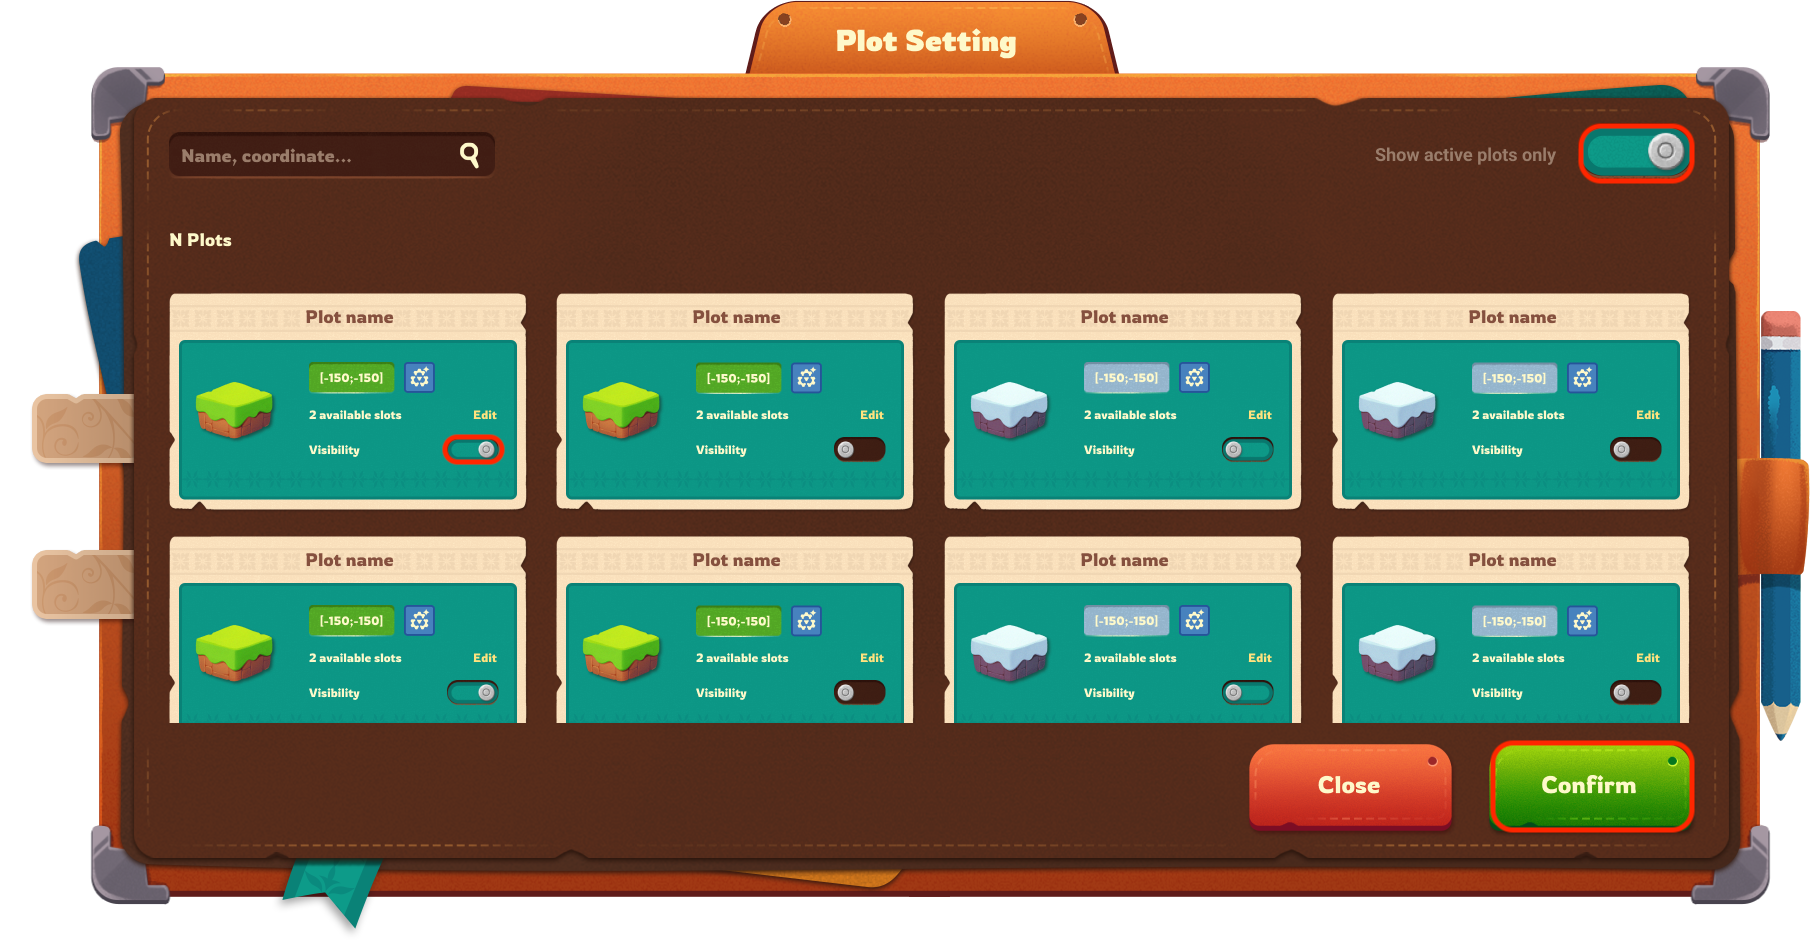 Plot Setting
Name, coordinate...
Show active plots only
N Plots
Plot name
[-150;-150]
2 available slots
Edit
Visibility
Plot name
[-150;-150]
2 available slots
Edit
Visibility
Plot name
[-150;-150]
2 available slots
Edit
Visibility
Plot name
[-150;-150]
2 available slots
Edit
Visibility
Plot name
[-150;-150]
2 available slots
Edit
Visibility
Plot name
[-150;-150]
2 available slots
Edit
Visibility
Plot name
[-150;-150]
2 available slots
Edit
Visibility
Plot name
[-150;-150]
2 available slots
Edit
Visibility
Close
Confirm